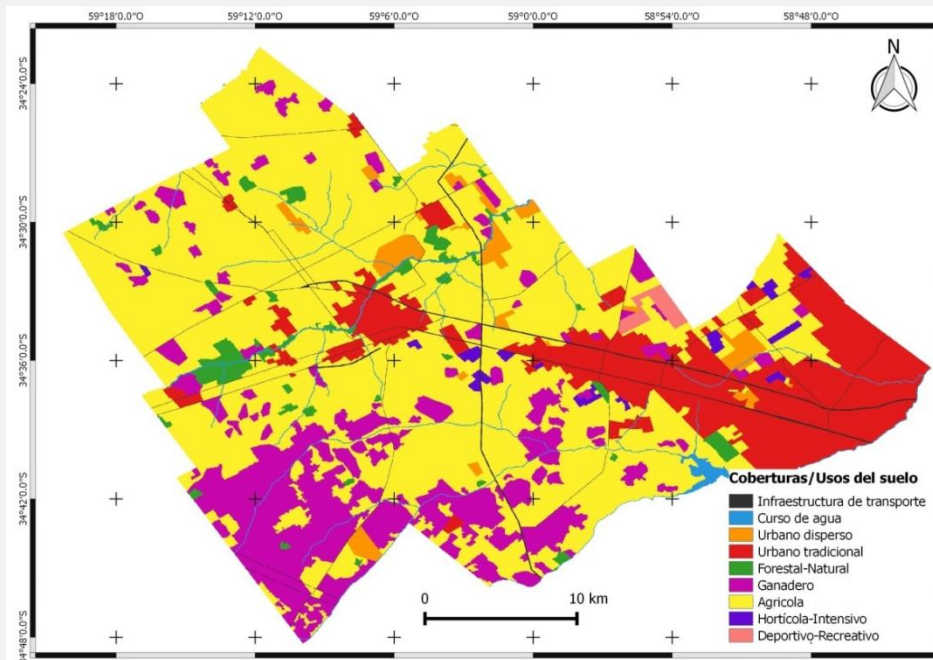 59°18'0.0"O 59°12'0.0"O 59°6'0.0"O 59°0'0.0"O 58°54'0.0"O 58°48'0.0"O
N
34°24'0.0"S
34°30'0.0"S
34°36'0.0"S
34°42'0.0"S
34°48'0.0"S
Coberturas/Usos del suelo
Infraestructura de transporte
Curso de agua
Urbano disperso
Urbano tradicional
Forestal-Natural
Ganadero
Agricola
Hortícola-Intensivo
Deportivo-Recreativo
0 10 km